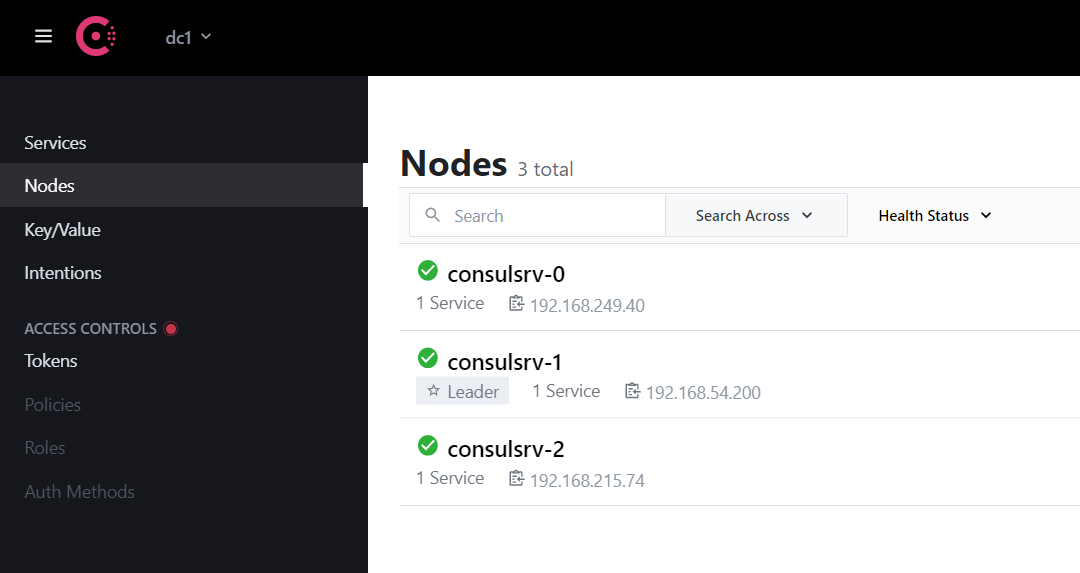 dc1
Services
Nodes
Key/Value
Intentions
ACCESS CONTROLS
Tokens
Policies
Roles
Auth Methods
Nodes 3 total
Search Search Across Health Status
consulsrv-0
1 Service 192.168.249.40
consulsrv-1
Leader 1 Service 192.168.54.200
consulsrv-2
1 Service 192.168.215.74